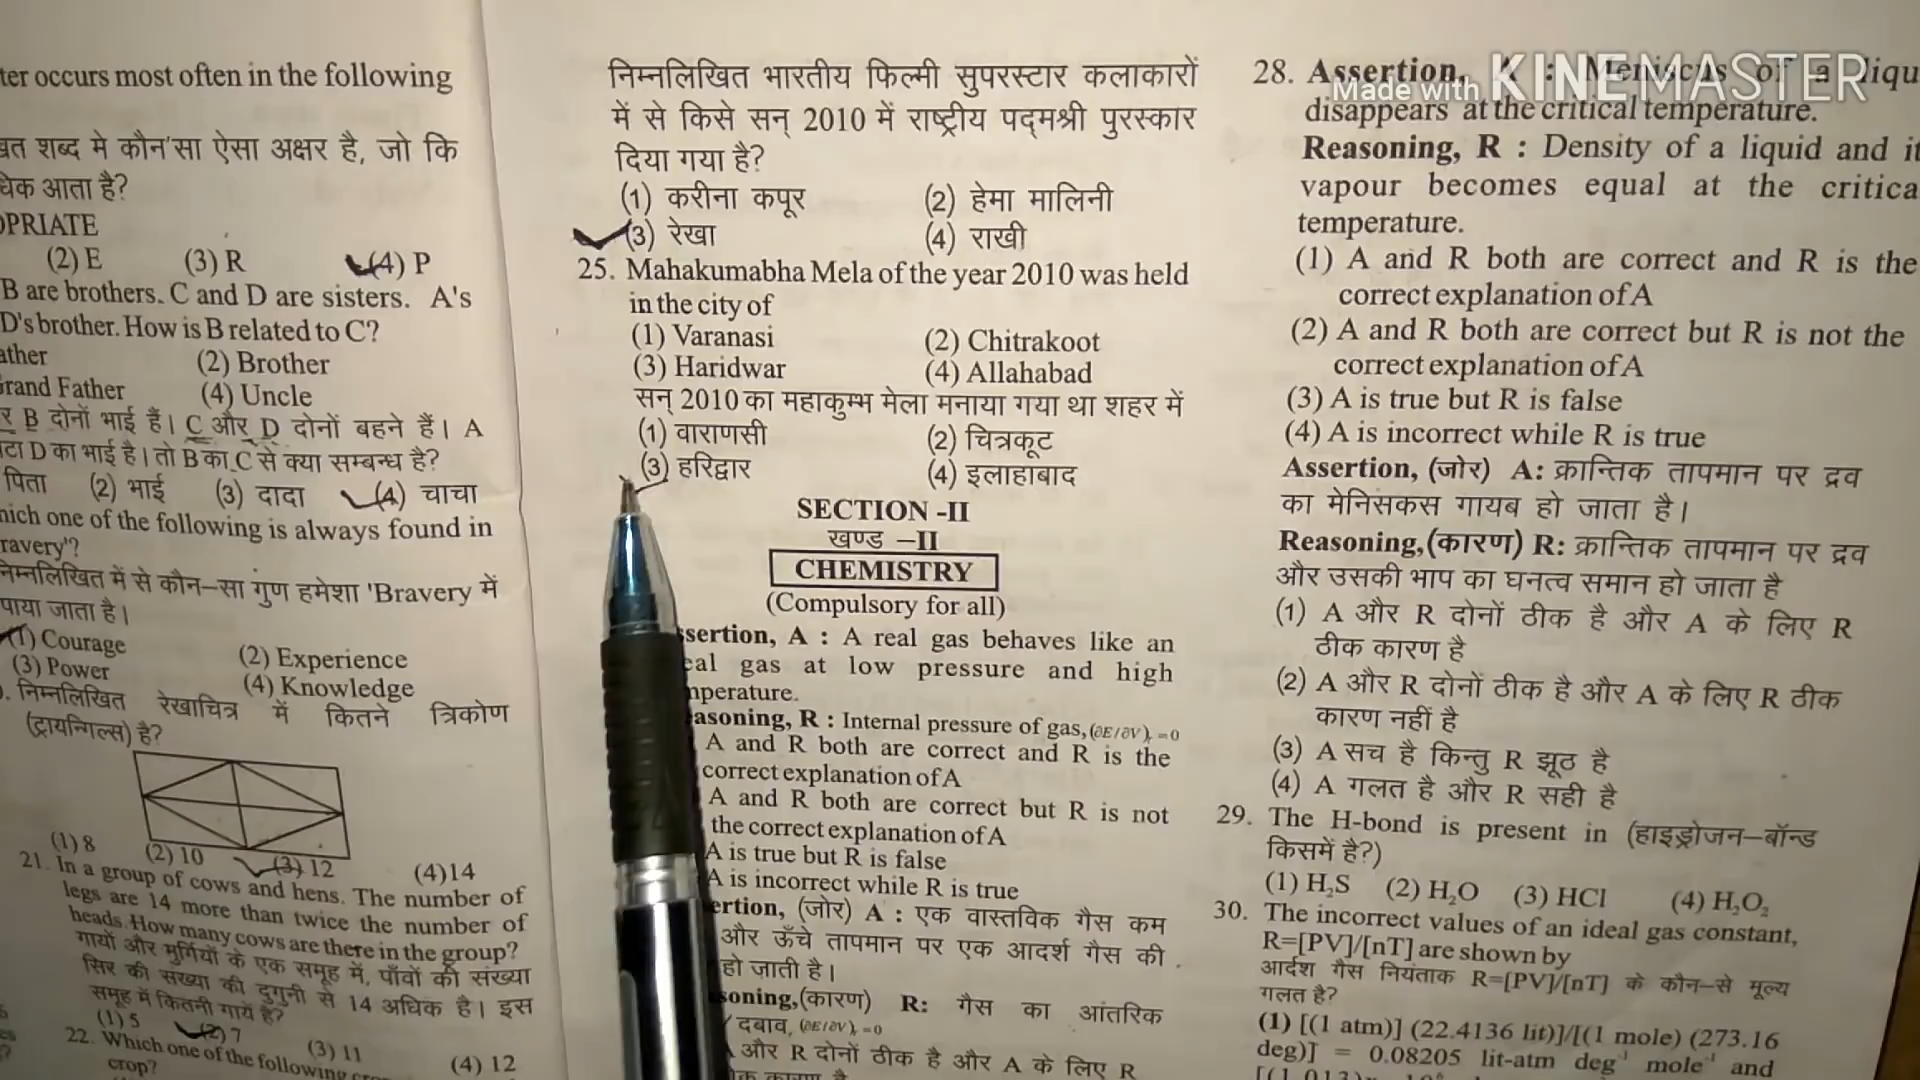 ter occurs most often in the following
शब्द मे कौन सा ऐसा अक्षर है, जो कि
आता है?
OPRIATE
(2) E (3) R (4) P
B are brothers. C and D are sisters. A's
D's brother. How is B related to C?
ather (2) Brother
Grand Father (4) Uncle
र B दोनों भाई हैं। C और D दोनों बहने हैं। A
टा D का भाई है। तो B का C से क्या सम्बन्ध है?
पिता (2) भाई (3) दादा (4) चाचा
hich one of the following is always found in
ravery'?
निम्नलिखित में से कौन–सा गुण हमेशा 'Bravery में
पाया जाता है।
(1) Courage (2) Experience
(3) Power (4) Knowledge
). निम्नलिखित रेखाचित्र में कितने त्रिकोण
(ट्रायन्गिल्स) है?
(1) 8 (2) 10 (3) 12 (4)14
21. In a group of cows and hens. The number of
legs are 14 more than twice the number of
heads. How many cows are there in the group?
गायों और मुर्गियों के एक समूह में, पाँवों की संख्या
सिर की संख्या की दुगुनी से 14 अधिक है। इस
समूह में कितनी गायें हैं?
(1) 5 (2) 7 (3) 11 (4) 12
22. Which one of the following
crop?
निम्नलिखित भारतीय फिल्मी सुपरस्टार कलाकारों
में से किसे सन् 2010 में राष्ट्रीय पद्मश्री पुरस्कार
दिया गया है?
(1) करीना कपूर (2) हेमा मालिनी
(3) रेखा (4) राखी
25. Mahakumabha Mela of the year 2010 was held
in the city of
(1) Varanasi (2) Chitrakoot
(3) Haridwar (4) Allahabad
सन् 2010 का महाकुम्भ मेला मनाया गया था शहर में
(1) वाराणसी (2) चित्रकूट
(3) हरिद्वार (4) इलाहाबाद
SECTION -II
खण्ड –II
CHEMISTRY
(Compulsory for all)
ssertion, A : A real gas behaves like an
eal gas at low pressure and high
mperature.
asoning, R : Internal pressure of gas, (∂E/∂V)ₜ =0
A and R both are correct and R is the
correct explanation of A
A and R both are correct but R is not
the correct explanation of A
A is true but R is false
A is incorrect while R is true
ertion, (जोर) A : एक वास्तविक गैस कम
और ऊँचे तापमान पर एक आदर्श गैस की
हो जाती है।
soning,(कारण) R: गैस का आंतरिक
दबाव, (∂E/∂V)ₜ =0
और R दोनों ठीक है और A के लिए R
ठीक कारण है
28. Assertion, A : Meniscus of a liqu
disappears at the critical temperature.
Made with KINEMASTER
Reasoning, R : Density of a liquid and it
vapour becomes equal at the critica
temperature.
(1) A and R both are correct and R is the
correct explanation of A
(2) A and R both are correct but R is not the
correct explanation of A
(3) A is true but R is false
(4) A is incorrect while R is true
Assertion, (जोर) A: क्रान्तिक तापमान पर द्रव
का मेनिसकस गायब हो जाता है।
Reasoning,(कारण) R: क्रान्तिक तापमान पर द्रव
और उसकी भाप का घनत्व समान हो जाता है
(1) A और R दोनों ठीक है और A के लिए R
ठीक कारण है
(2) A और R दोनों ठीक है और A के लिए R ठीक
कारण नहीं है
(3) A सच है किन्तु R झूठ है
(4) A गलत है और R सही है
29. The H-bond is present in (हाइड्रोजन–बॉन्ड
किसमें है?)
(1) H₂S (2) H₂O (3) HCl (4) H₂O₂
30. The incorrect values of an ideal gas constant,
R=[PV]/[nT] are shown by
आर्दश गैस नियंताक R=[PV]/[nT] के कौन–से मूल्य
गलत है?
(1) [(1 atm)] (22.4136 lit)]/[(1 mole) (273.16
deg)] = 0.08205 lit-atm deg⁻¹ mole⁻¹ and